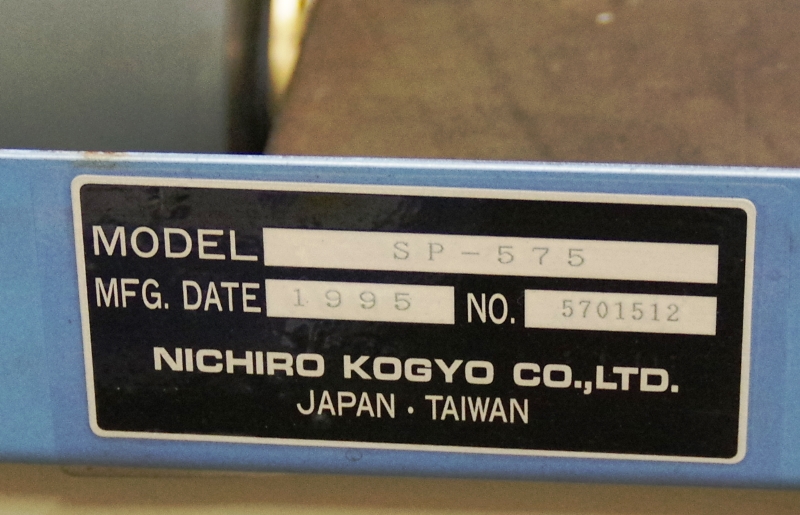 MODEL SP-575
MFG. DATE 1995 NO. 5701512
NICHIRO KOGYO CO.,LTD.
JAPAN · TAIWAN